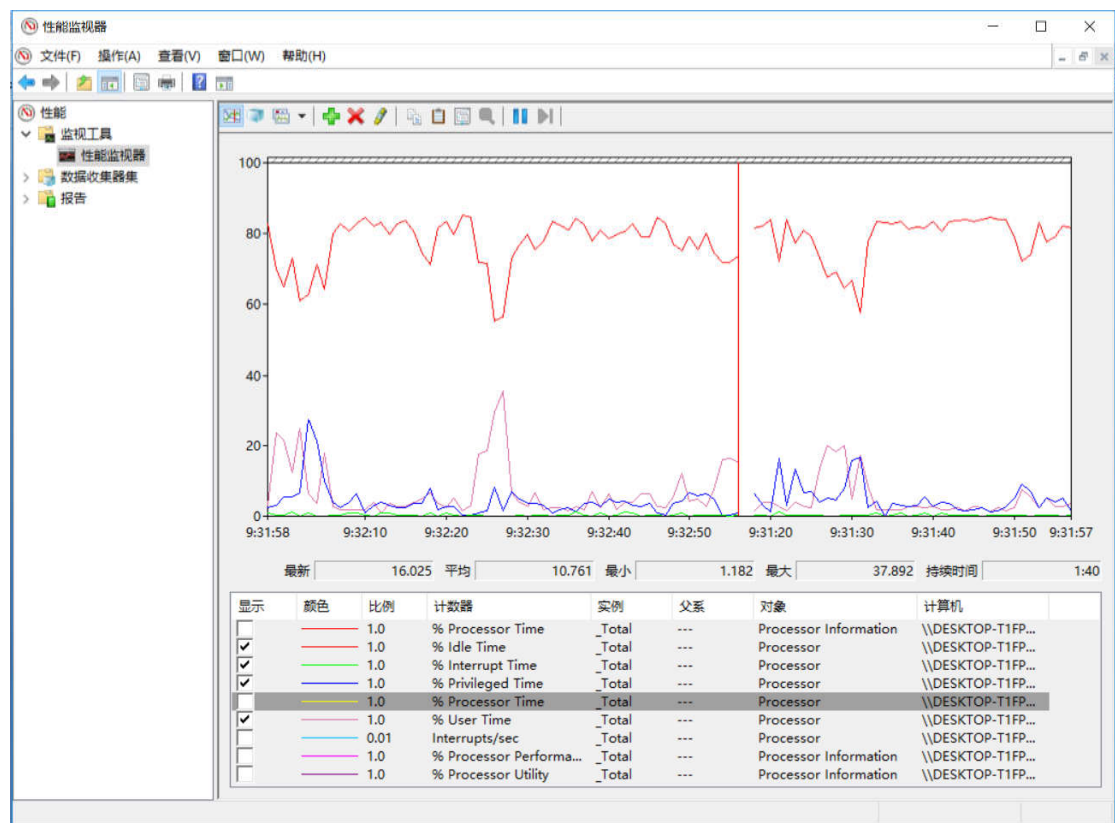 性能监视器
文件(F) 操作(A) 查看(V) 窗口(W) 帮助(H)
性能
监视工具
性能监视器
数据收集器集
报告
100
80
60
40
20
0
9:31:58 9:32:10 9:32:20 9:32:30 9:32:40 9:32:50 9:31:20 9:31:30 9:31:40 9:31:50 9:31:57
最新 16.025 平均 10.761 最小 1.182 最大 37.892 持续时间 1:40
显示 颜色 比例 计数器 实例 父系 对象 计算机
1.0 % Processor Time _Total --- Processor Information \\DESKTOP-T1FP...
1.0 % Idle Time _Total --- Processor \\DESKTOP-T1FP...
1.0 % Interrupt Time _Total --- Processor \\DESKTOP-T1FP...
1.0 % Privileged Time _Total --- Processor \\DESKTOP-T1FP...
1.0 % Processor Time _Total --- Processor \\DESKTOP-T1FP...
1.0 % User Time _Total --- Processor \\DESKTOP-T1FP...
0.01 Interrupts/sec _Total --- Processor \\DESKTOP-T1FP...
1.0 % Processor Performa... _Total --- Processor Information \\DESKTOP-T1FP...
1.0 % Processor Utility _Total --- Processor Information \\DESKTOP-T1FP...